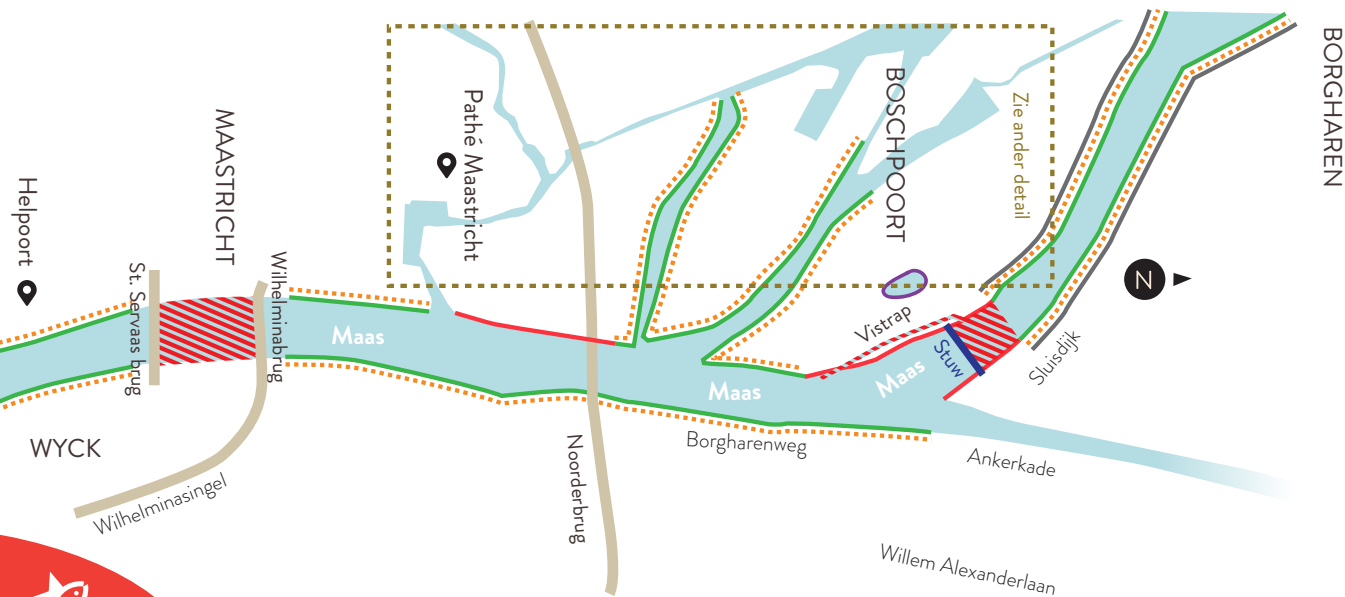 BORGHAREN
Zie ander detail
BOSCHPOORT
Pathé Maastricht
MAASTRICHT
Helpoort
St. Servaas brug
Wilhelminabrug
Maas
Maas
Maas
Vistrap
Stuw
Sluisdijk
N
WYCK
Wilhelminasingel
Noorderbrug
Borgharenweg
Ankerkade
Willem Alexanderlaan